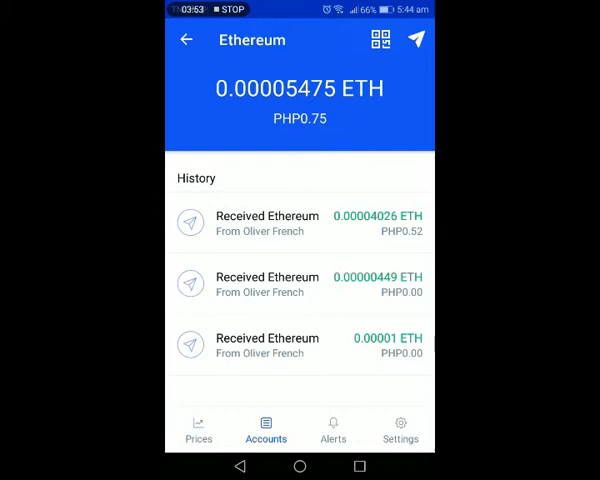 03:53 STOP 66% 5:44 am
Ethereum
0.00005475 ETH
PHP0.75
History
Received Ethereum 0.00004026 ETH
From Oliver French PHP0.52
Received Ethereum 0.00000449 ETH
From Oliver French PHP0.00
Received Ethereum 0.00001 ETH
From Oliver French PHP0.00
Prices Accounts Alerts Settings